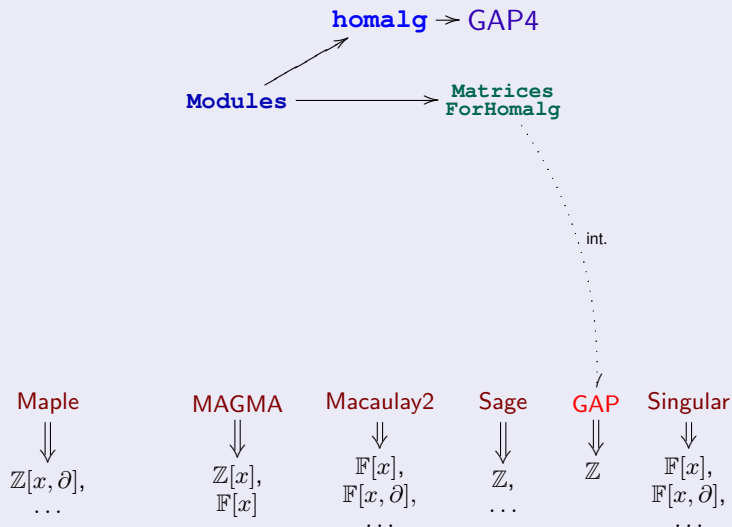 homalg GAP4
Modules Matrices
ForHomalg
int.
Maple MAGMA Macaulay2 Sage GAP Singular
ℤ[x, ∂],
...
ℤ[x],
𝔽[x]
𝔽[x],
𝔽[x, ∂],
...
ℤ,
...
ℤ
𝔽[x],
𝔽[x, ∂],
...